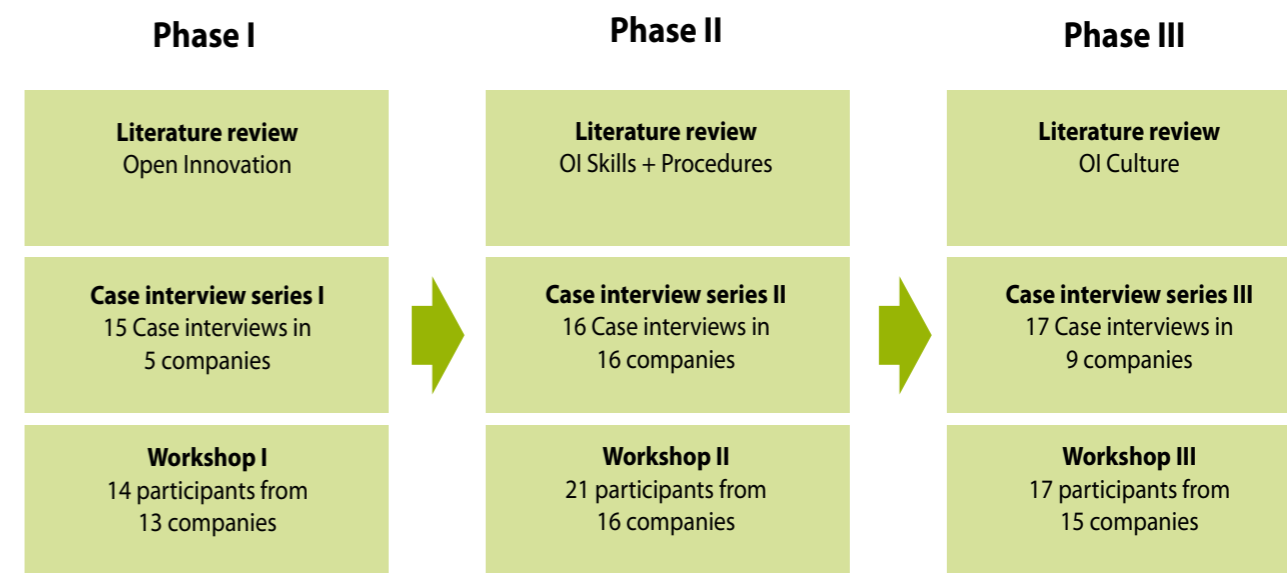 Phase I
Literature review
Open Innovation
Case interview series I
15 Case interviews in
5 companies
Workshop I
14 participants from
13 companies
Phase II
Literature review
OI Skills + Procedures
Case interview series II
16 Case interviews in
16 companies
Workshop II
21 participants from
16 companies
Phase III
Literature review
OI Culture
Case interview series III
17 Case interviews in
9 companies
Workshop III
17 participants from
15 companies